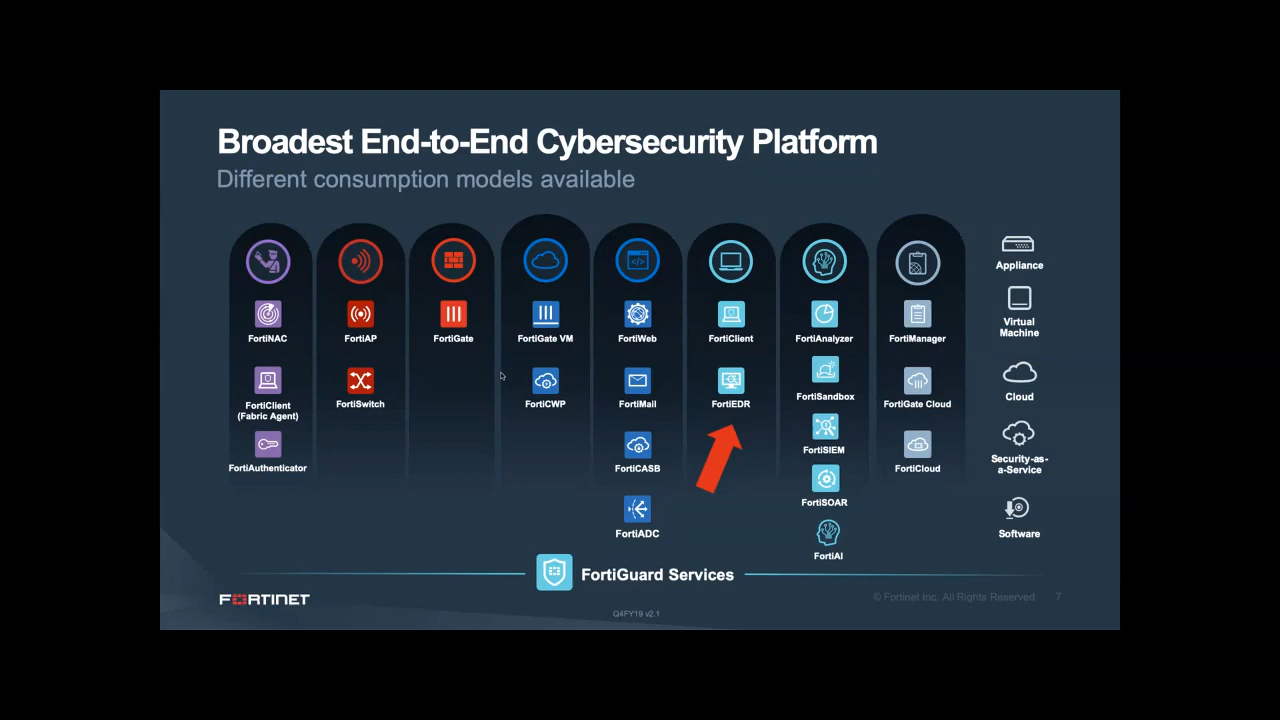 Broadest End-to-End Cybersecurity Platform
Different consumption models available
FortiNAC
FortiClient
(Fabric Agent)
FortiAuthenticator
FortiAP
FortiSwitch
FortiGate
FortiGate VM
FortiCWP
FortiWeb
FortiMail
FortiCASB
FortiADC
FortiClient
FortiEDR
FortiAnalyzer
FortiSandbox
FortiSIEM
FortiSOAR
FortiAI
FortiManager
FortiGate Cloud
FortiCloud
Appliance
Virtual
Machine
Cloud
Security-as-
a-Service
Software
FortiGuard Services
FORTINET
© Fortinet Inc. All Rights Reserved
7
Q4FY19 v2.1